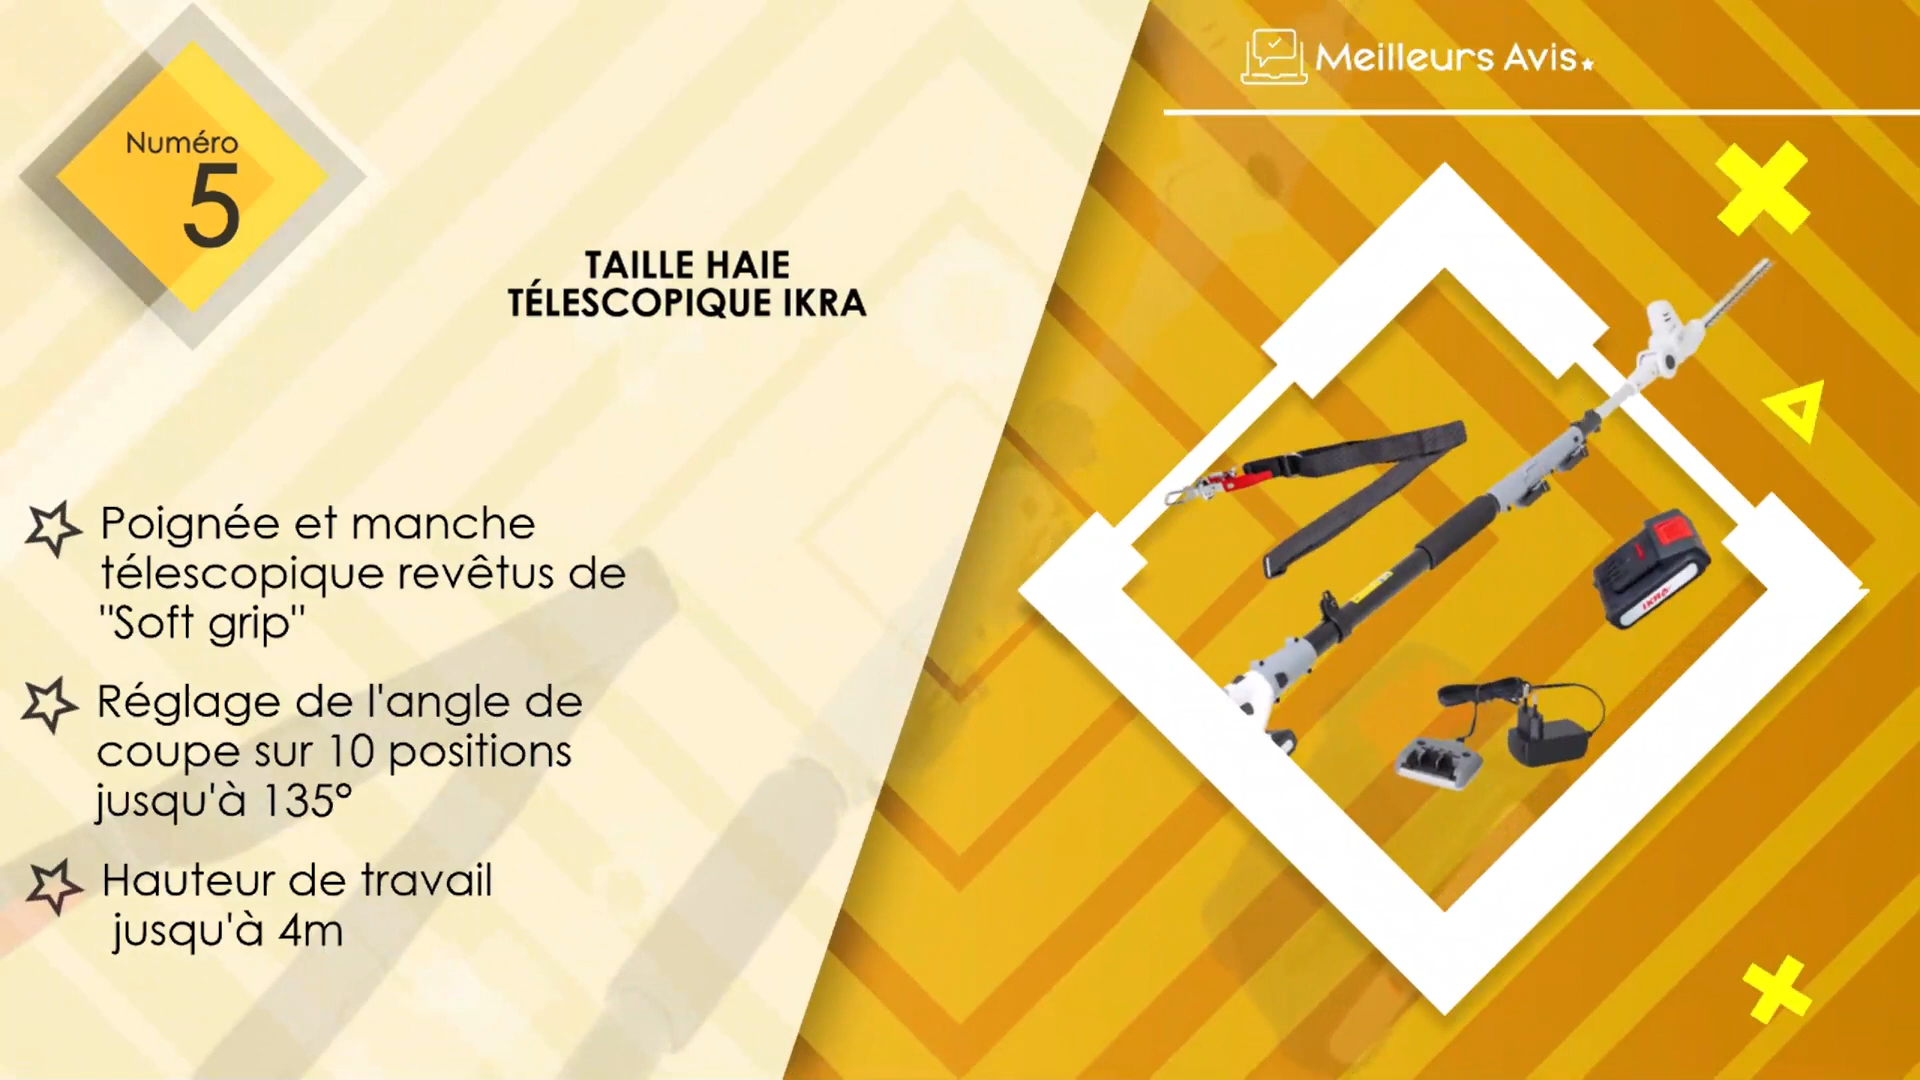 Numéro
5
Meilleurs Avis
TAILLE HAIE
TÉLESCOPIQUE IKRA
Poignée et manche
télescopique revêtus de
"Soft grip"
Réglage de l'angle de
coupe sur 10 positions
jusqu'à 135°
Hauteur de travail
jusqu'à 4m
IKRA